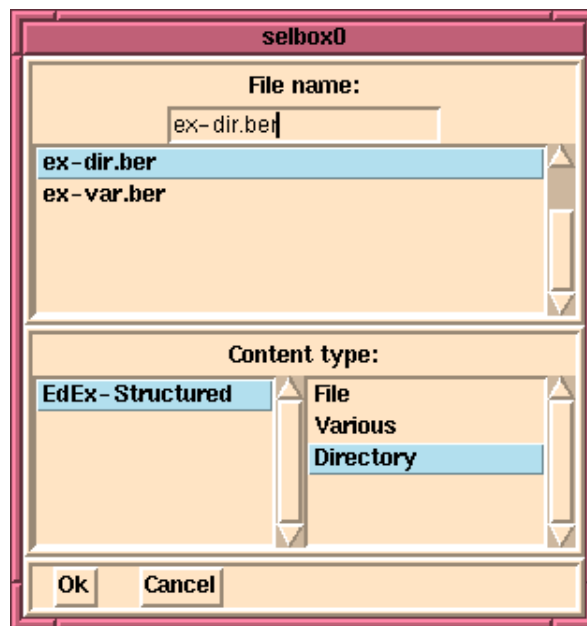 selbox0
File name:
ex-dir.ber
ex-dir.ber
ex-var.ber
Content type:
EdEx-Structured
File
Various
Directory
Ok
Cancel